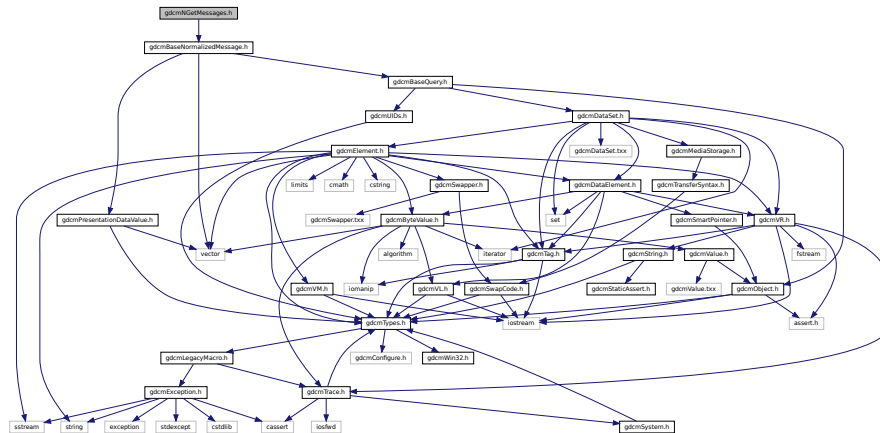 gdcmNGetMessages.h
gdcmBaseNormalizedMessage.h
gdcmBaseQuery.h
gdcmUIDs.h
gdcmDataSet.h
gdcmElement.h
gdcmDataSet.txx
gdcmMediaStorage.h
limits
cmath
cstring
gdcmSwapper.h
gdcmDataElement.h
gdcmTransferSyntax.h
gdcmPresentationDataValue.h
gdcmSwapper.txx
gdcmByteValue.h
set
gdcmSmartPointer.h
gdcmVR.h
vector
algorithm
iterator
gdcmTag.h
gdcmString.h
gdcmValue.h
fstream
gdcmVM.h
iomanip
gdcmVL.h
gdcmSwapCode.h
gdcmStaticAssert.h
gdcmValue.txx
gdcmObject.h
gdcmTypes.h
iostream
assert.h
gdcmLegacyMacro.h
gdcmConfigure.h
gdcmWin32.h
gdcmException.h
gdcmTrace.h
sstream
string
exception
stdexcept
cstdlib
cassert
iosfwd
gdcmSystem.h